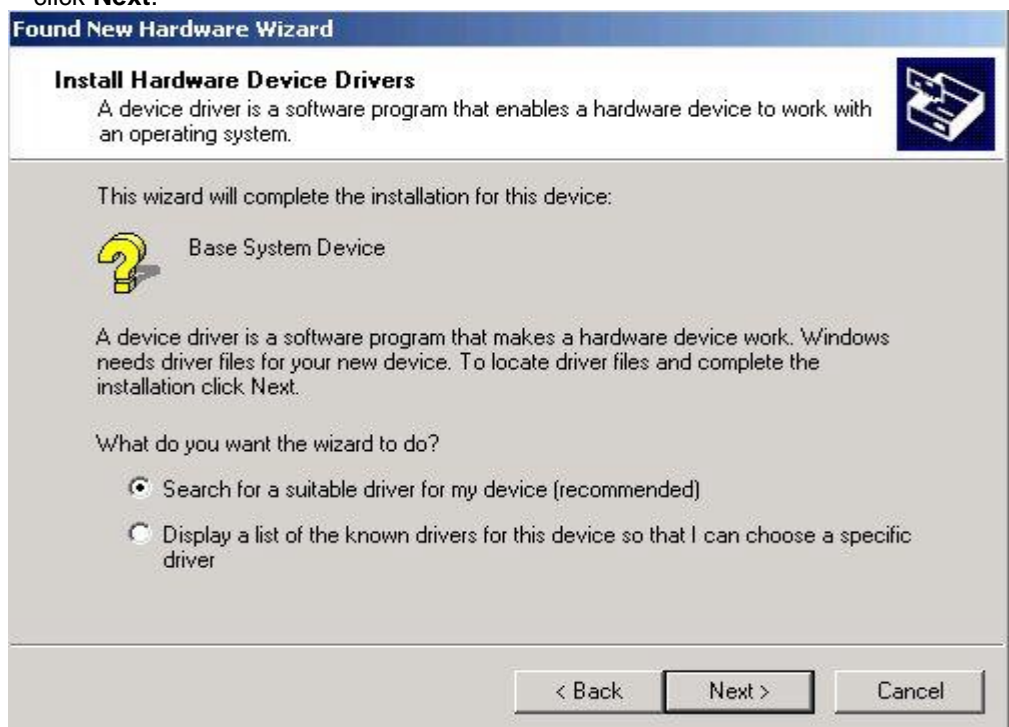 click Next.
Found New Hardware Wizard
Install Hardware Device Drivers
A device driver is a software program that enables a hardware device to work with
an operating system.
This wizard will complete the installation for this device:
Base System Device
A device driver is a software program that makes a hardware device work. Windows
needs driver files for your new device. To locate driver files and complete the
installation click Next.
What do you want the wizard to do?
Search for a suitable driver for my device (recommended)
Display a list of the known drivers for this device so that I can choose a specific
driver
< Back Next > Cancel